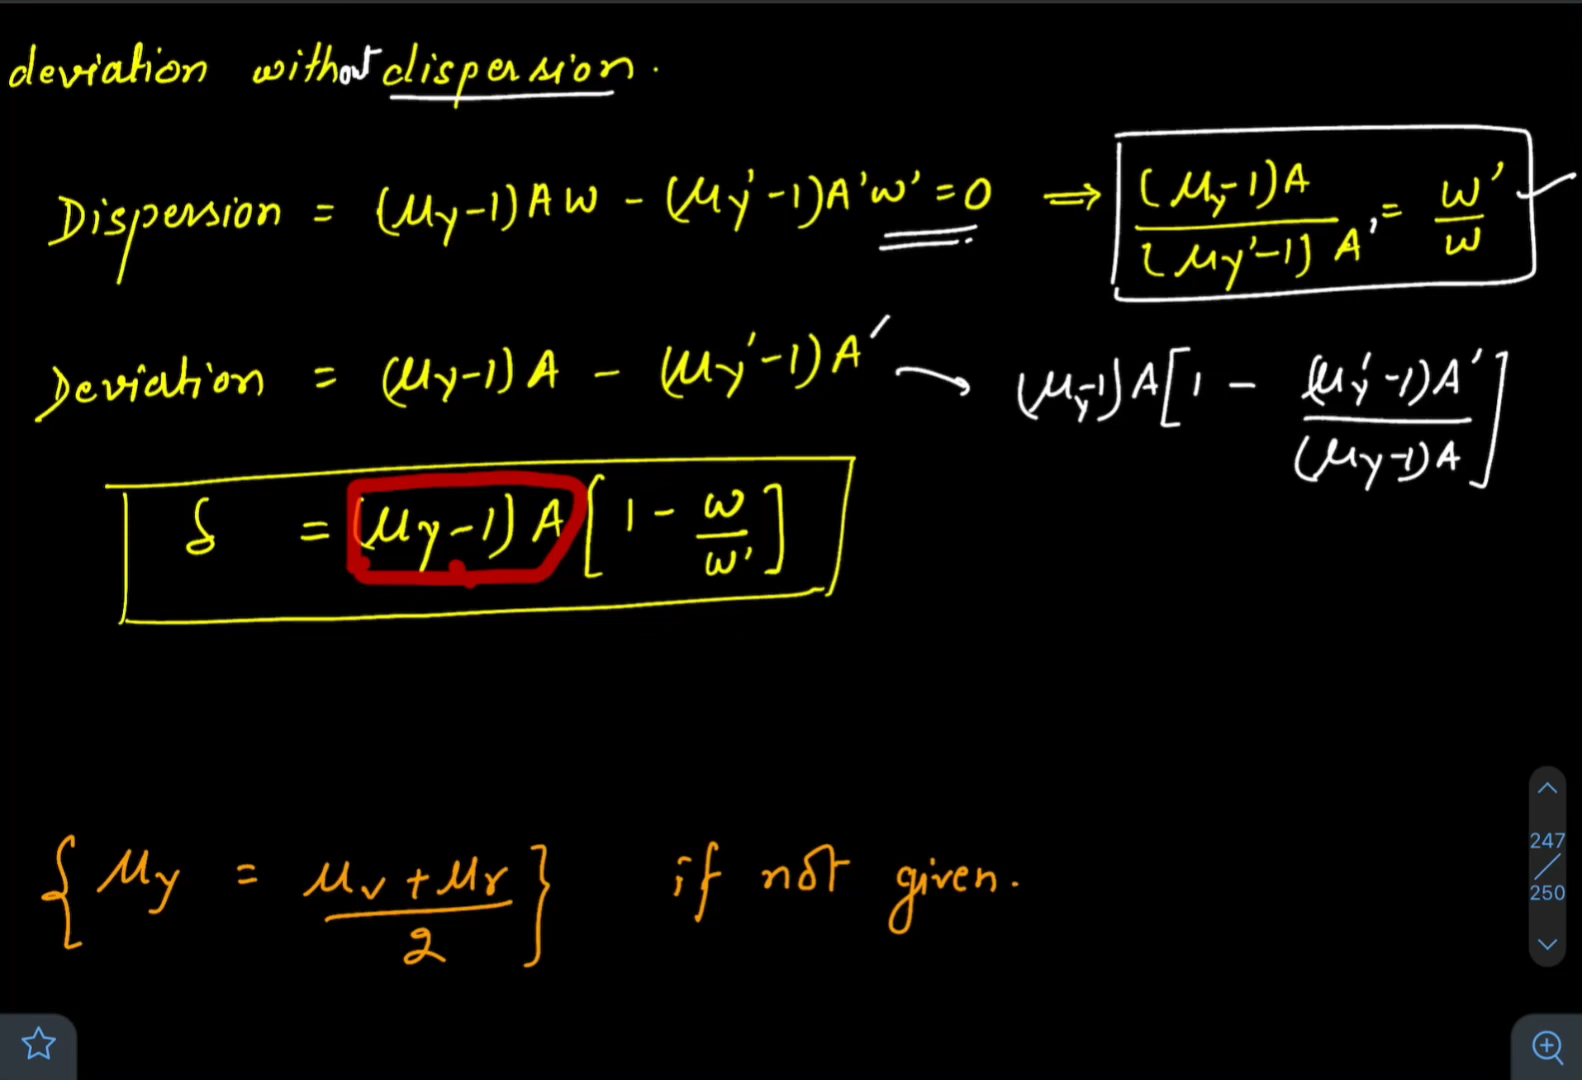 deviation without dispersion.
Dispersion = (μy-1)Aω - (μy'-1)A'ω' = 0 ⇒ (μy-1)A / (μy'-1)A' = ω'/ω
Deviation = (μy-1)A - (μy'-1)A' → (μy-1)A[1 - (μy'-1)A' / (μy-1)A]
δ = (μy-1)A[1 - ω/ω']
{μy = (μv + μr)/2} if not given.
247
250